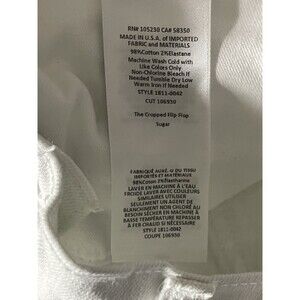 RN# 105230 CA# 58350
MADE IN U.S.A. of IMPORTED
FABRIC and MATERIALS
98%Cotton 2%Elastane
Machine Wash Cold with
Like Colors Only
Non-Chlorine Bleach if
Needed Tumble Dry Low
Warm Iron if Needed
STYLE 1811-0042
CUT 106930
The Cropped Flip Flop
Sugar
FABRIQUÉ AUX É. U DU TISSU
IMPORTÉS ET MATÉRIAUX
98%Coton 2%Élasthanne
LAVER EN MACHINE A L'EAU
FROIDE LAVER AVEC COULEURS
SIMILAIRES UTILISER
SEULEMENT UN AGENT DE
BLANCHIMENT NON CHLORÉ AU
BESOIN SÉCHER EN MACHINE À
BASSE TEMPÉRATURE REPASSER
À FER CHAUD SI NÉCESSAIRE
STYLE 1811-0042
COUPE 106930